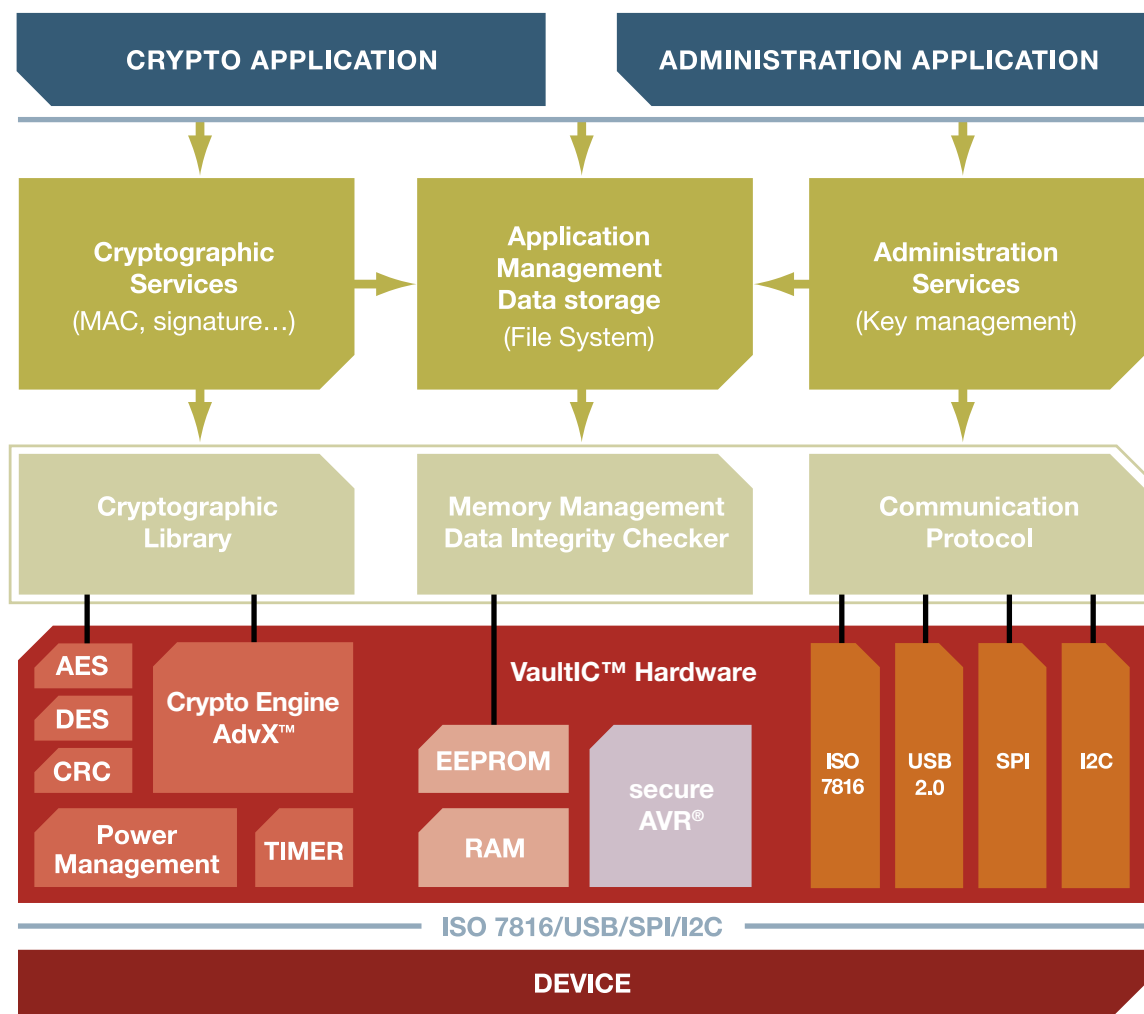 CRYPTO APPLICATION
ADMINISTRATION APPLICATION
Cryptographic
Services
(MAC, signature…)
Application
Management
Data storage
(File System)
Administration
Services
(Key management)
Cryptographic
Library
Memory Management
Data Integrity Checker
Communication
Protocol
VaultIC™ Hardware
AES
DES
CRC
Crypto Engine
AdvX™
Power
Management
TIMER
EEPROM
RAM
secure
AVR®
ISO
7816
USB
2.0
SPI
I2C
ISO 7816/USB/SPI/I2C
DEVICE